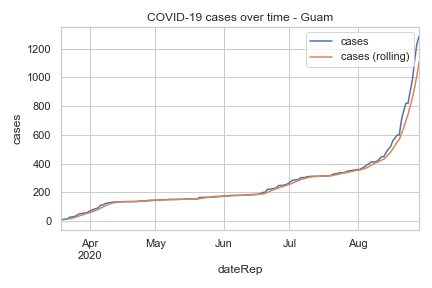 COVID-19 cases over time - Guam
cases
cases (rolling)
1200
1000
800
600
400
200
0
cases
Apr
2020
May
Jun
Jul
Aug
dateRep